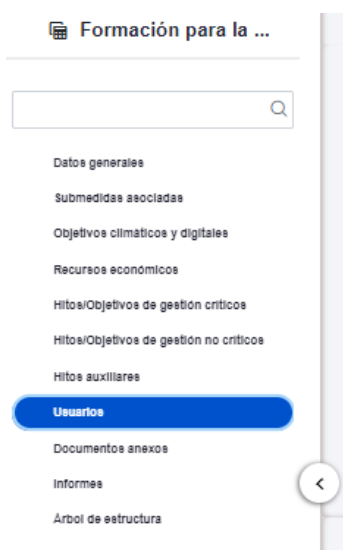 Formación para la ...
Datos generales
Submedidas asociadas
Objetivos climáticos y digitales
Recursos económicos
Hitos/Objetivos de gestión críticos
Hitos/Objetivos de gestión no críticos
Hitos auxiliares
Usuarios
Documentos anexos
Informes
Arbol de estructura